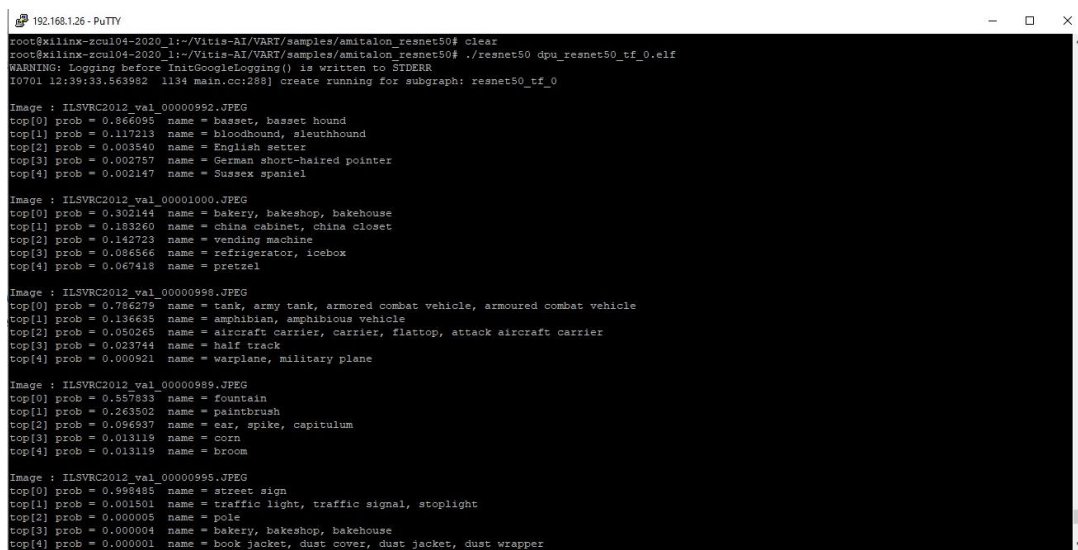 192.168.1.26 - PuTTY
root@xilinx-zcu104-2020_1:~/Vitis-AI/VART/samples/amitalon_resnet50# clear
root@xilinx-zcu104-2020_1:~/Vitis-AI/VART/samples/amitalon_resnet50# ./resnet50 dpu_resnet50_tf_0.elf
WARNING: Logging before InitGoogleLogging() is written to STDERR
I0701 12:39:33.563982  1134 main.cc:288] create running for subgraph: resnet50_tf_0
Image : ILSVRC2012_val_00000992.JPEG
top[0] prob = 0.866095  name = basset, basset hound
top[1] prob = 0.117213  name = bloodhound, sleuthhound
top[2] prob = 0.003540  name = English setter
top[3] prob = 0.002757  name = German short-haired pointer
top[4] prob = 0.002147  name = Sussex spaniel
Image : ILSVRC2012_val_00001000.JPEG
top[0] prob = 0.302144  name = bakery, bakeshop, bakehouse
top[1] prob = 0.183260  name = china cabinet, china closet
top[2] prob = 0.142723  name = vending machine
top[3] prob = 0.086566  name = refrigerator, icebox
top[4] prob = 0.067418  name = pretzel
Image : ILSVRC2012_val_00000998.JPEG
top[0] prob = 0.786279  name = tank, army tank, armored combat vehicle, armoured combat vehicle
top[1] prob = 0.136635  name = amphibian, amphibious vehicle
top[2] prob = 0.050265  name = aircraft carrier, carrier, flattop, attack aircraft carrier
top[3] prob = 0.023744  name = half track
top[4] prob = 0.000921  name = warplane, military plane
Image : ILSVRC2012_val_00000989.JPEG
top[0] prob = 0.557833  name = fountain
top[1] prob = 0.263502  name = paintbrush
top[2] prob = 0.096937  name = ear, spike, capitulum
top[3] prob = 0.013119  name = corn
top[4] prob = 0.013119  name = broom
Image : ILSVRC2012_val_00000995.JPEG
top[0] prob = 0.998485  name = street sign
top[1] prob = 0.001501  name = traffic light, traffic signal, stoplight
top[2] prob = 0.000005  name = pole
top[3] prob = 0.000004  name = bakery, bakeshop, bakehouse
top[4] prob = 0.000001  name = book jacket, dust cover, dust jacket, dust wrapper